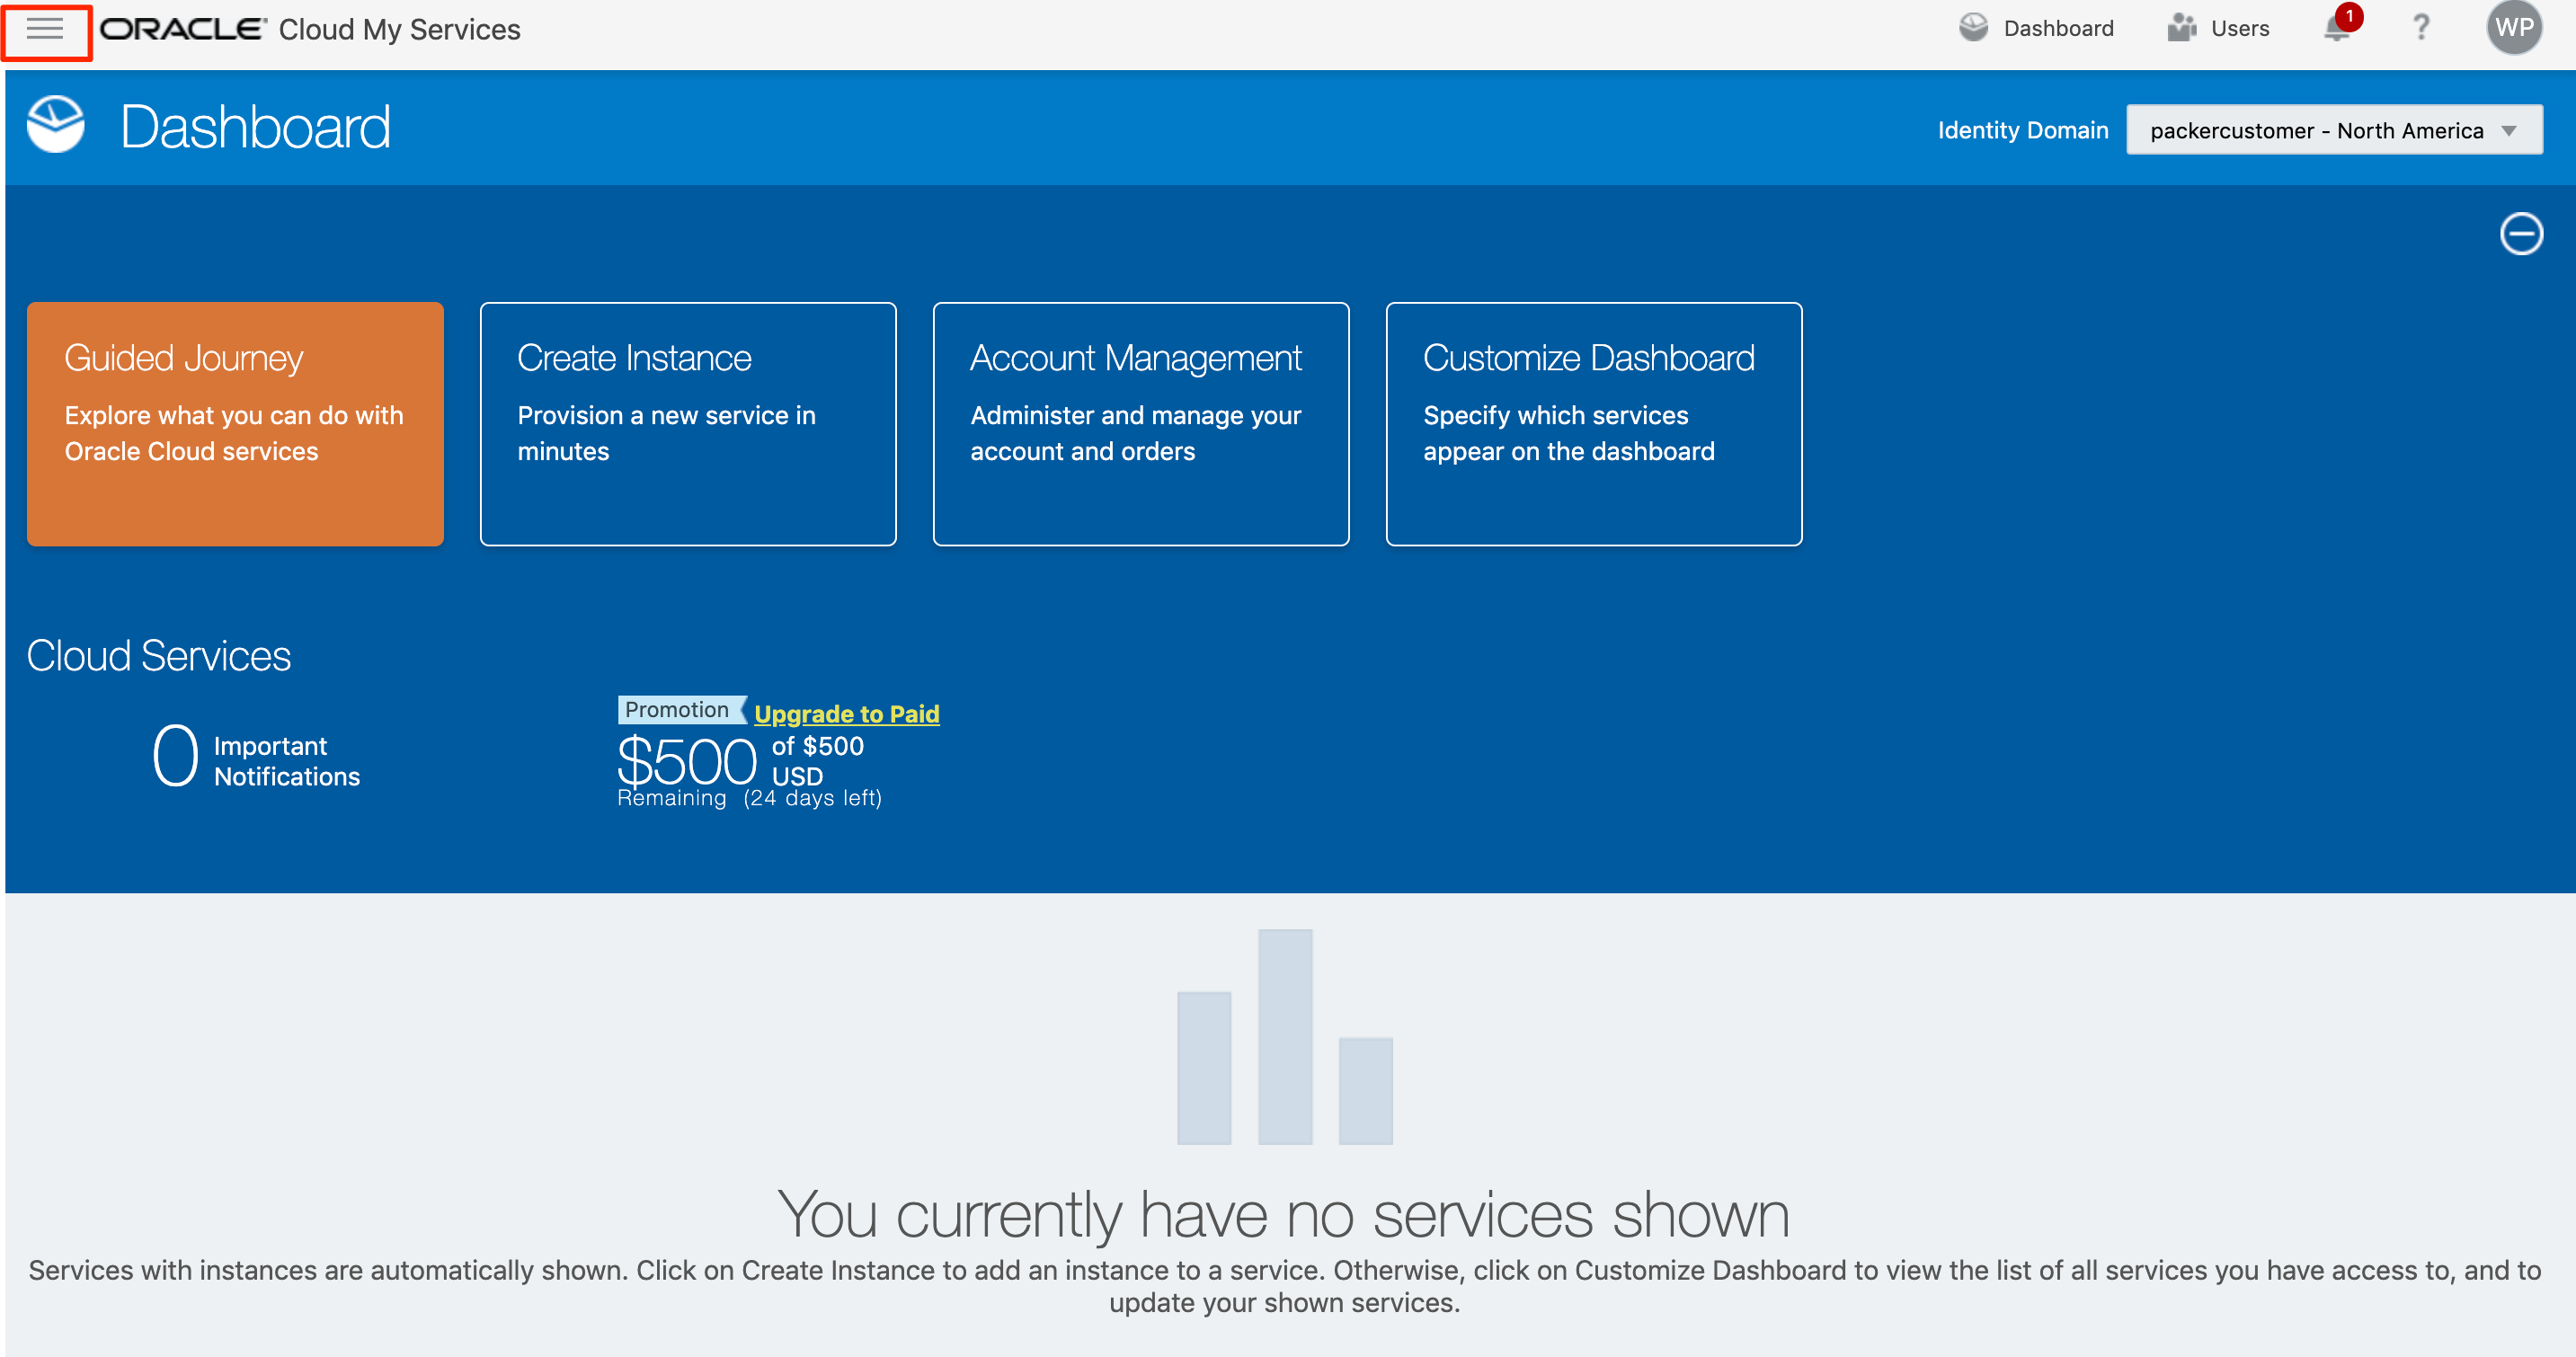 ORACLE® Cloud My Services
Dashboard
Users
1
?
WP
Dashboard
Identity Domain
packercustomer - North America
Guided Journey
Explore what you can do with
Oracle Cloud services
Create Instance
Provision a new service in
minutes
Account Management
Administer and manage your
account and orders
Customize Dashboard
Specify which services
appear on the dashboard
Cloud Services
0 Important
Notifications
Promotion Upgrade to Paid
$500 of $500
USD
Remaining (24 days left)
You currently have no services shown
Services with instances are automatically shown. Click on Create Instance to add an instance to a service. Otherwise, click on Customize Dashboard to view the list of all services you have access to, and to
update your shown services.